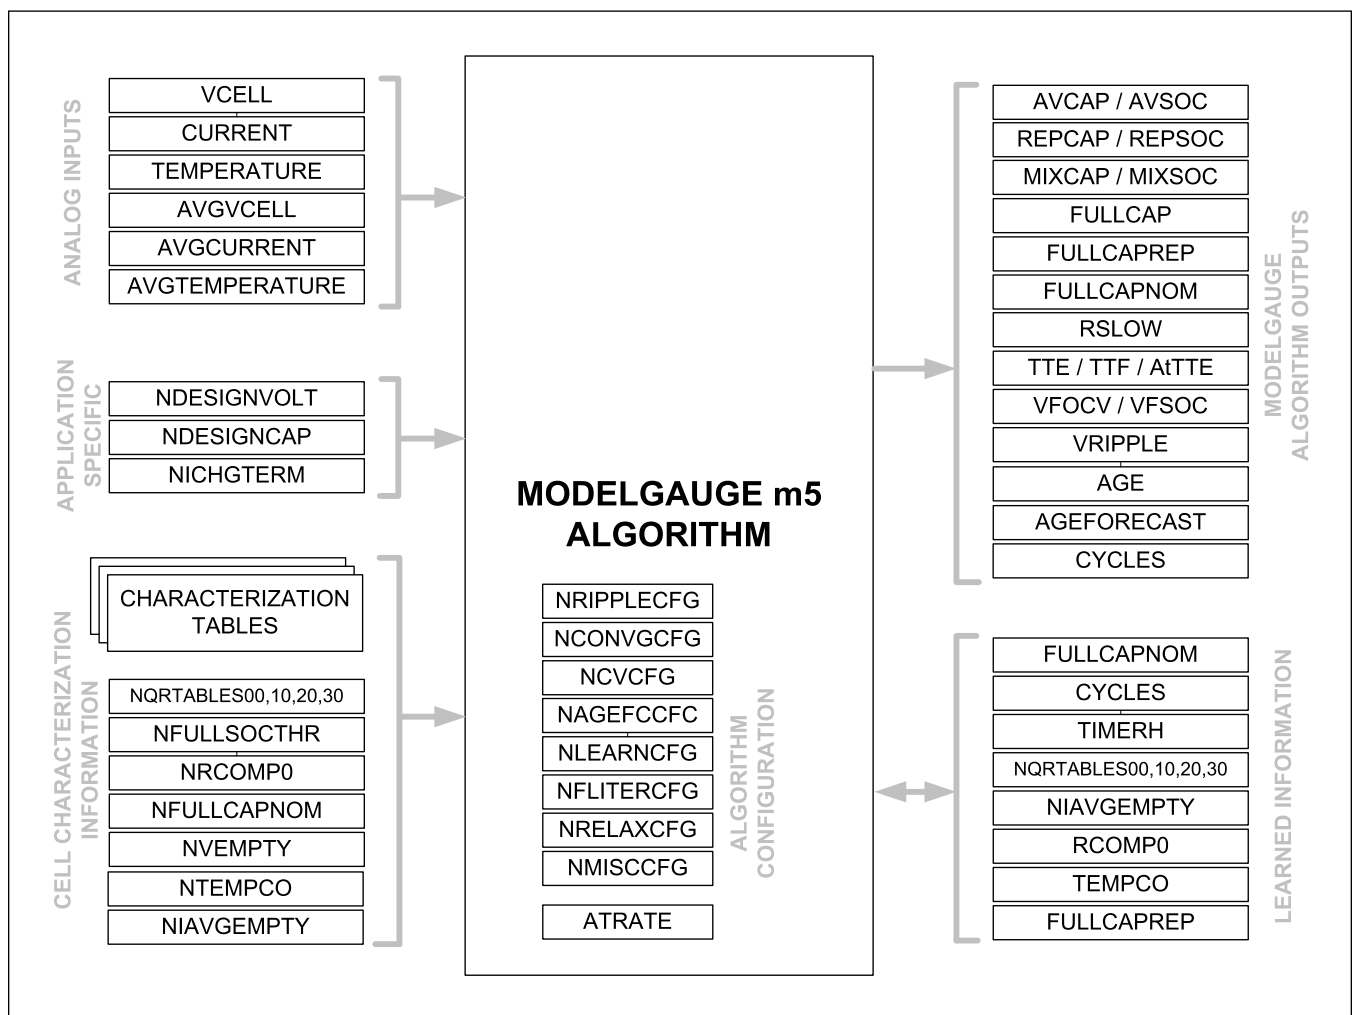 ANALOG INPUTS
VCELL
CURRENT
TEMPERATURE
AVGVCELL
AVGCURRENT
AVGTEMPERATURE
APPLICATION
SPECIFIC
NDESIGNVOLT
NDESIGNCAP
NICHGTERM
CELL CHARACTERIZATION
INFORMATION
CHARACTERIZATION
TABLES
NQRTABLES00,10,20,30
NFULLSOCTHR
NRCOMP0
NFULLCAPNOM
NVEMPTY
NTEMPCO
NIAVGEMPTY
MODELGAUGE m5
ALGORITHM
NRIPPLECFG
NCONVGCFG
NCVCFG
NAGEFCCFC
NLEARNCFG
NFLITERCFG
NRELAXCFG
NMISCCFG
ATRATE
ALGORITHM
CONFIGURATION
AVCAP / AVSOC
REPCAP / REPSOC
MIXCAP / MIXSOC
FULLCAP
FULLCAPREP
FULLCAPNOM
RSLOW
TTE / TTF / AtTTE
VFOCV / VFSOC
VRIPPLE
AGE
AGEFORECAST
CYCLES
MODELGAUGE
ALGORITHM OUTPUTS
FULLCAPNOM
CYCLES
TIMERH
NQRTABLES00,10,20,30
NIAVGEMPTY
RCOMP0
TEMPCO
FULLCAPREP
LEARNED INFORMATION